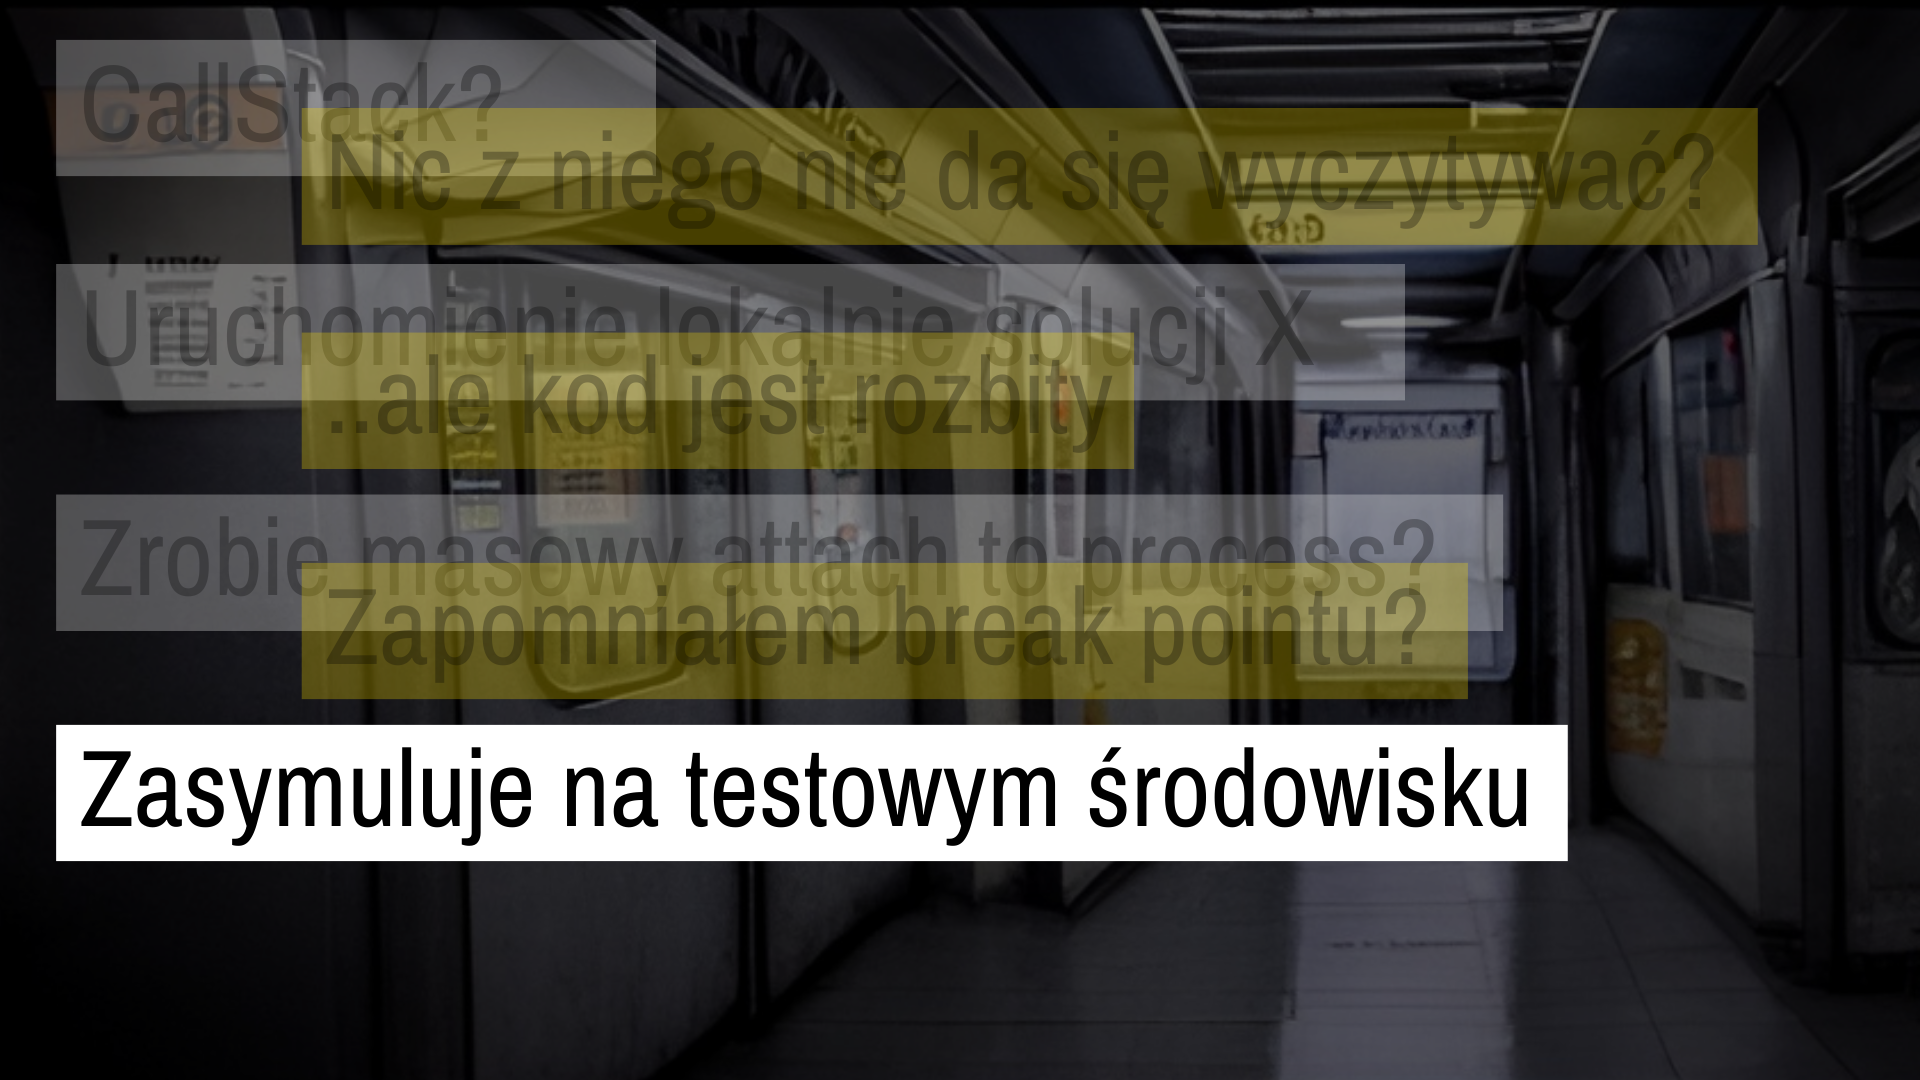 CallStack?
Nic z niego nie da się wyczytywać?
Uruchomienie lokalnie solucji X
..ale kod jest rozbity
Zrobie masowy attach to process?
Zapomniałem break pointu?
Zasymuluje na testowym środowisku